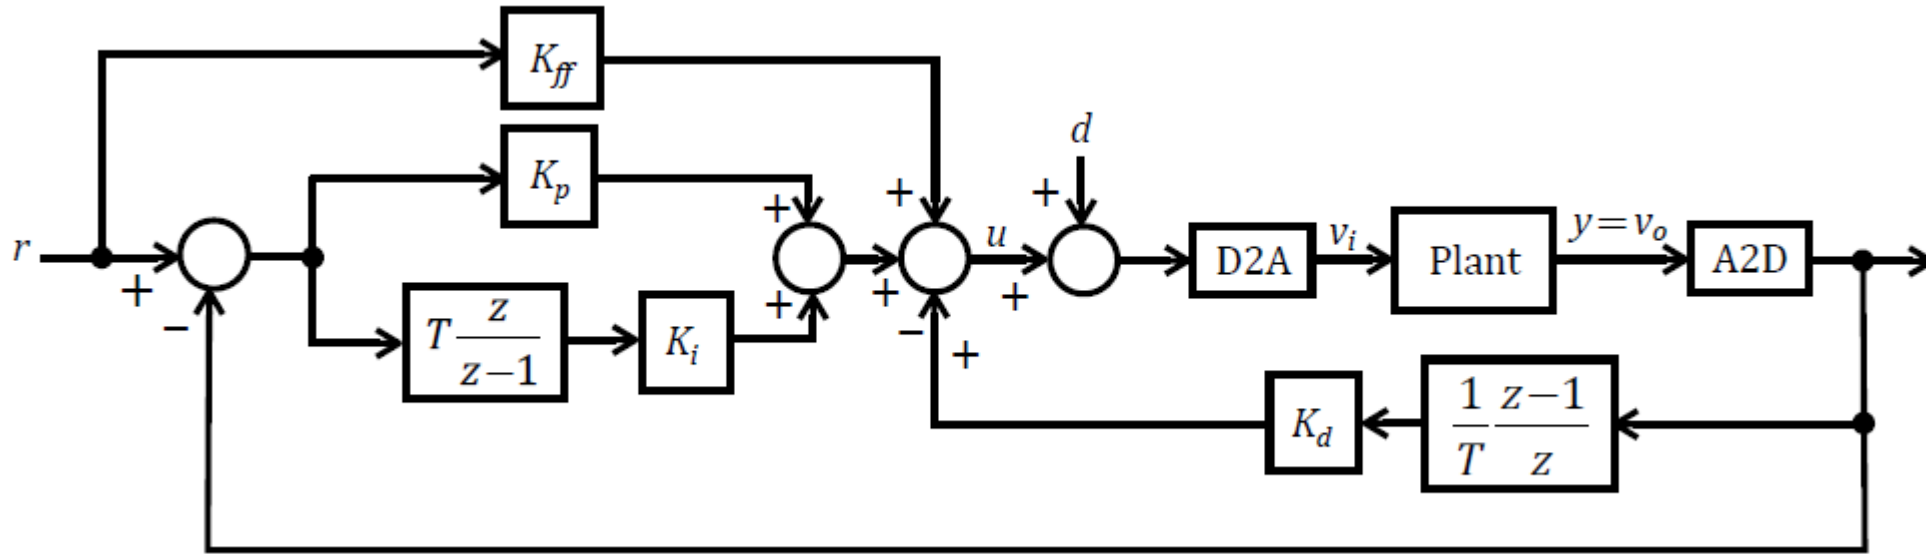 K_ff
d
K_p
+
+
+
r
u
D2A
v_i
Plant
y=v_o
A2D
+
−
T z/(z−1)
K_i
+
+
−
+
+
K_d
1/T (z−1)/z